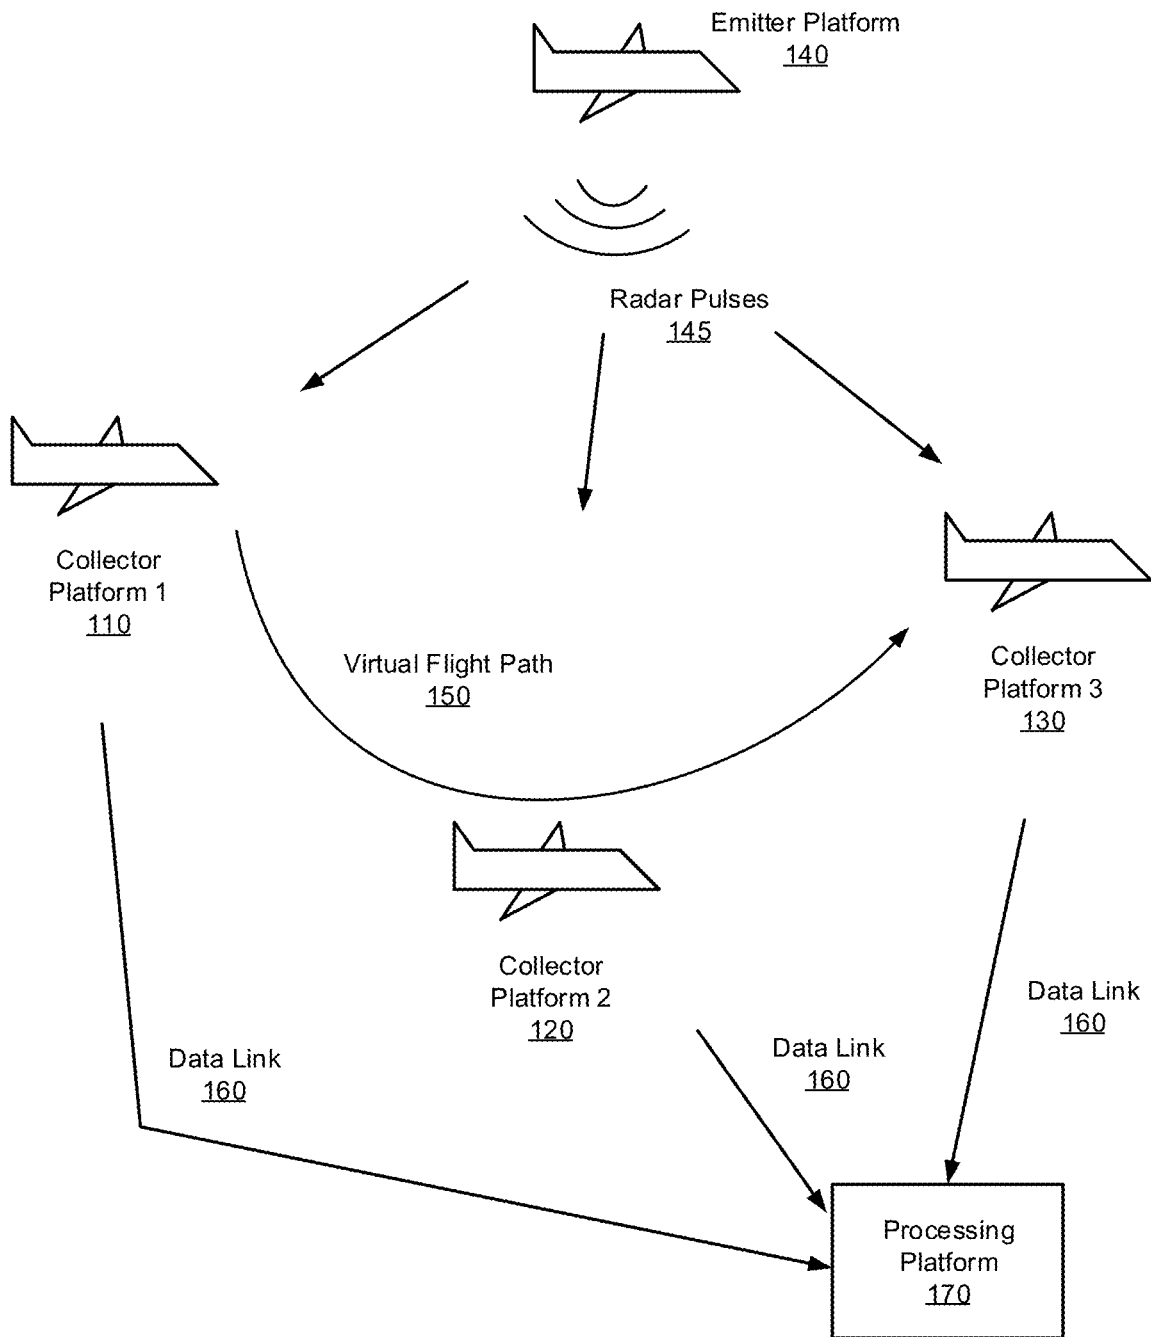 Emitter Platform
140
Radar Pulses
145
Collector
Platform 1
110
Virtual Flight Path
150
Collector
Platform 3
130
Collector
Platform 2
120
Data Link
160
Data Link
160
Data Link
160
Processing
Platform
170